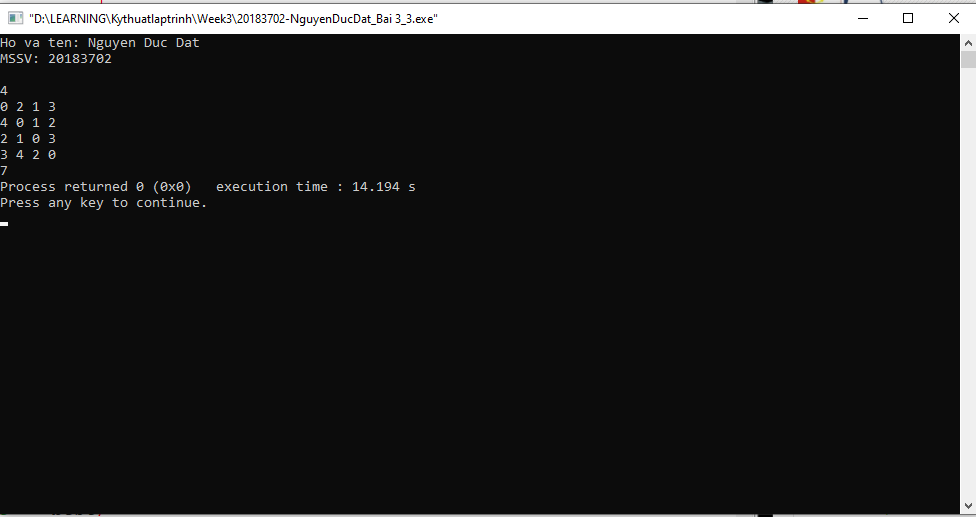 "D:\LEARNING\Kythuatlaptrinh\Week3\20183702-NguyenDucDat_Bai 3_3.exe"
Ho va ten: Nguyen Duc Dat
MSSV: 20183702
4
0 2 1 3
4 0 1 2
2 1 0 3
3 4 2 0
7
Process returned 0 (0x0)   execution time : 14.194 s
Press any key to continue.